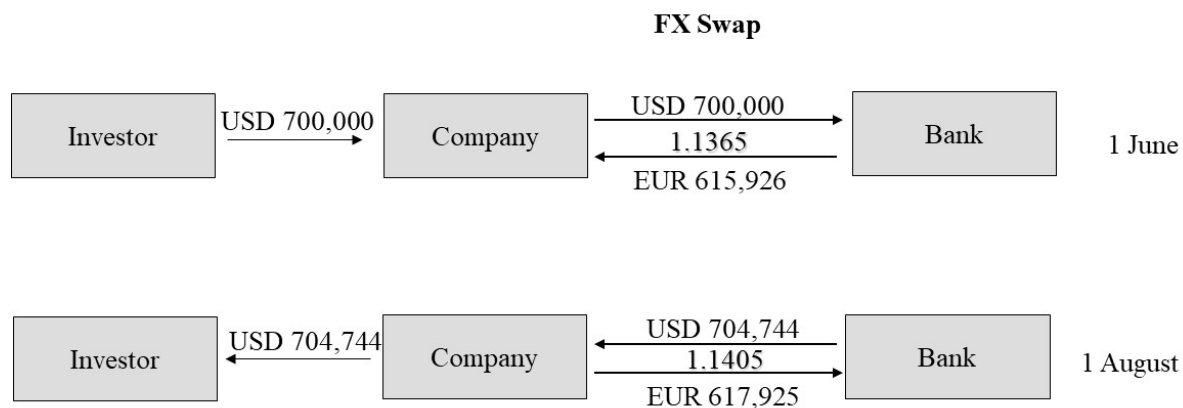 FX Swap
USD 700,000
Investor
USD 700,000
Company
1.1365
Bank
1 June
EUR 615,926
USD 704,744
Investor
USD 704,744
Company
1.1405
Bank
1 August
EUR 617,925